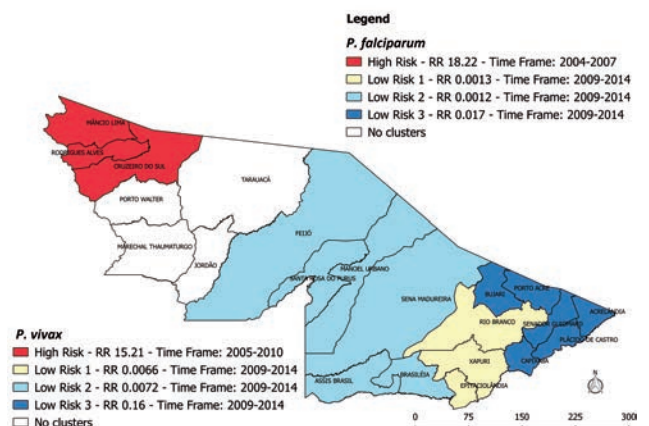 Legend
P. falciparum
High Risk - RR 18.22 - Time Frame: 2004-2007
Low Risk 1 - RR 0.0013 - Time Frame: 2009-2014
Low Risk 2 - RR 0.0012 - Time Frame: 2009-2014
Low Risk 3 - RR 0.017 - Time Frame: 2009-2014
No clusters
MÂNCIO LIMA
RODRIGUES ALVES
CRUZEIRO DO SUL
TARAUACÁ
PORTO WALTER
MARECHAL THAUMATURGO
JORDÃO
FEIJÓ
MANOEL URBANO
SANTA ROSA DO PURUS
SENA MADUREIRA
BUJARI
PORTO ACRE
ACRELÂNDIA
RIO BRANCO
SENADOR GUIOMARD
PLÁCIDO DE CASTRO
CAPIXABA
XAPURI
ASSIS BRASIL
BRASILÉIA
EPITACIOLÂNDIA
P. vivax
High Risk - RR 15.21 - Time Frame: 2005-2010
Low Risk 1 - RR 0.0066 - Time Frame: 2009-2014
Low Risk 2 - RR 0.0072 - Time Frame: 2009-2014
Low Risk 3 - RR 0.16 - Time Frame: 2009-2014
No clusters
N
0 75 150 225 300